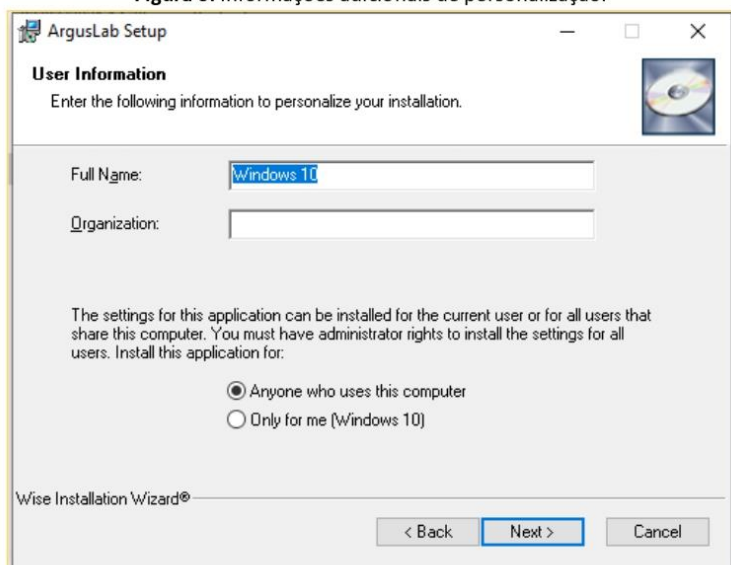 ArgusLab Setup
User Information
Enter the following information to personalize your installation.
Full Name:
Windows 10
Organization:
The settings for this application can be installed for the current user or for all users that
share this computer. You must have administrator rights to install the settings for all
users. Install this application for:
Anyone who uses this computer
Only for me (Windows 10)
Wise Installation Wizard®
< Back
Next >
Cancel